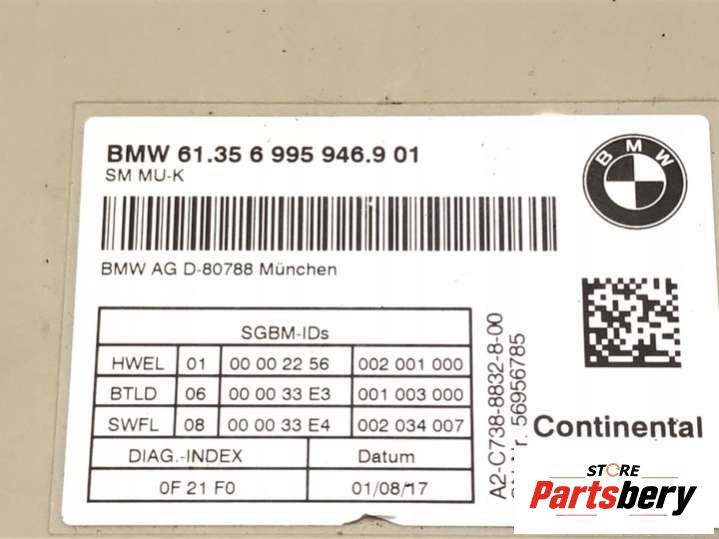 BMW 61.35 6 995 946.9 01
SM MU-K
BMW AG D-80788 München
BMW
SGBM-IDs
HWEL 01 00 00 22 56 002 001 000
BTLD 06 00 00 33 E3 001 003 000
SWFL 08 00 00 33 E4 002 034 007
DIAG.-INDEX Datum
0F 21 F0 01/08/17
A2-C738-8832-8-00
Nr. 56956785
Continental
STORE
Partsbery